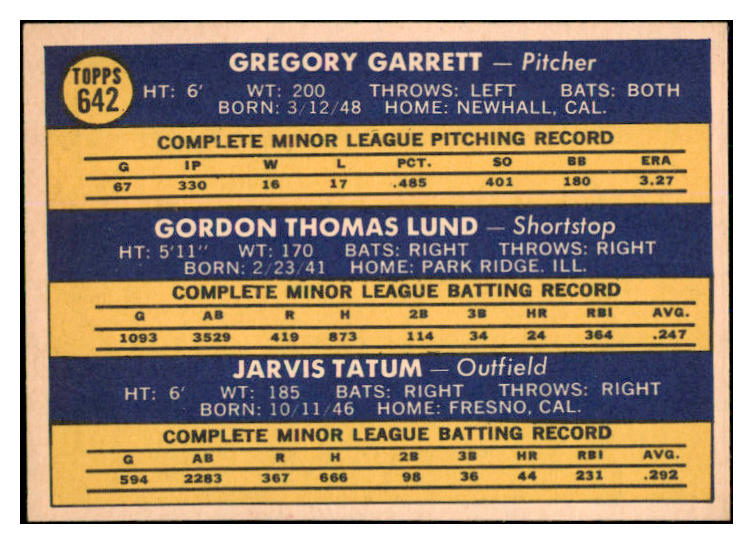 TOPPS
642
GREGORY GARRETT — Pitcher
HT: 6' WT: 200 THROWS: LEFT BATS: BOTH
BORN: 3/12/48 HOME: NEWHALL, CAL.
COMPLETE MINOR LEAGUE PITCHING RECORD
G IP W L PCT. SO BB ERA
67 330 16 17 .485 401 180 3.27
GORDON THOMAS LUND — Shortstop
HT: 5'11" WT: 170 BATS: RIGHT THROWS: RIGHT
BORN: 2/23/41 HOME: PARK RIDGE. ILL.
COMPLETE MINOR LEAGUE BATTING RECORD
G AB R H 2B 3B HR RBI AVG.
1093 3529 419 873 114 34 24 364 .247
JARVIS TATUM — Outfield
HT: 6' WT: 185 BATS: RIGHT THROWS: RIGHT
BORN: 10/11/46 HOME: FRESNO, CAL.
COMPLETE MINOR LEAGUE BATTING RECORD
G AB R H 2B 3B HR RBI AVG.
594 2283 367 666 98 36 44 231 .292